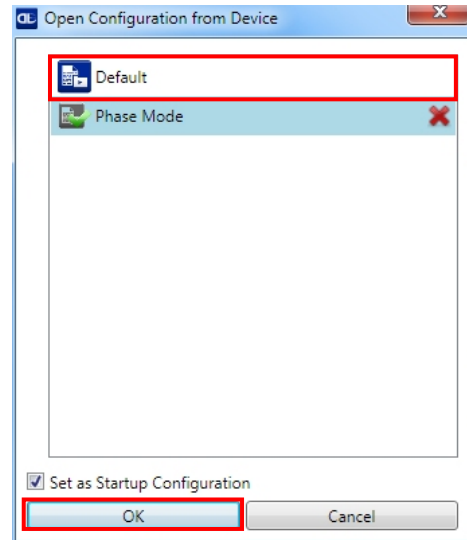 Open Configuration from Device
Default
Phase Mode
Set as Startup Configuration
OK Cancel